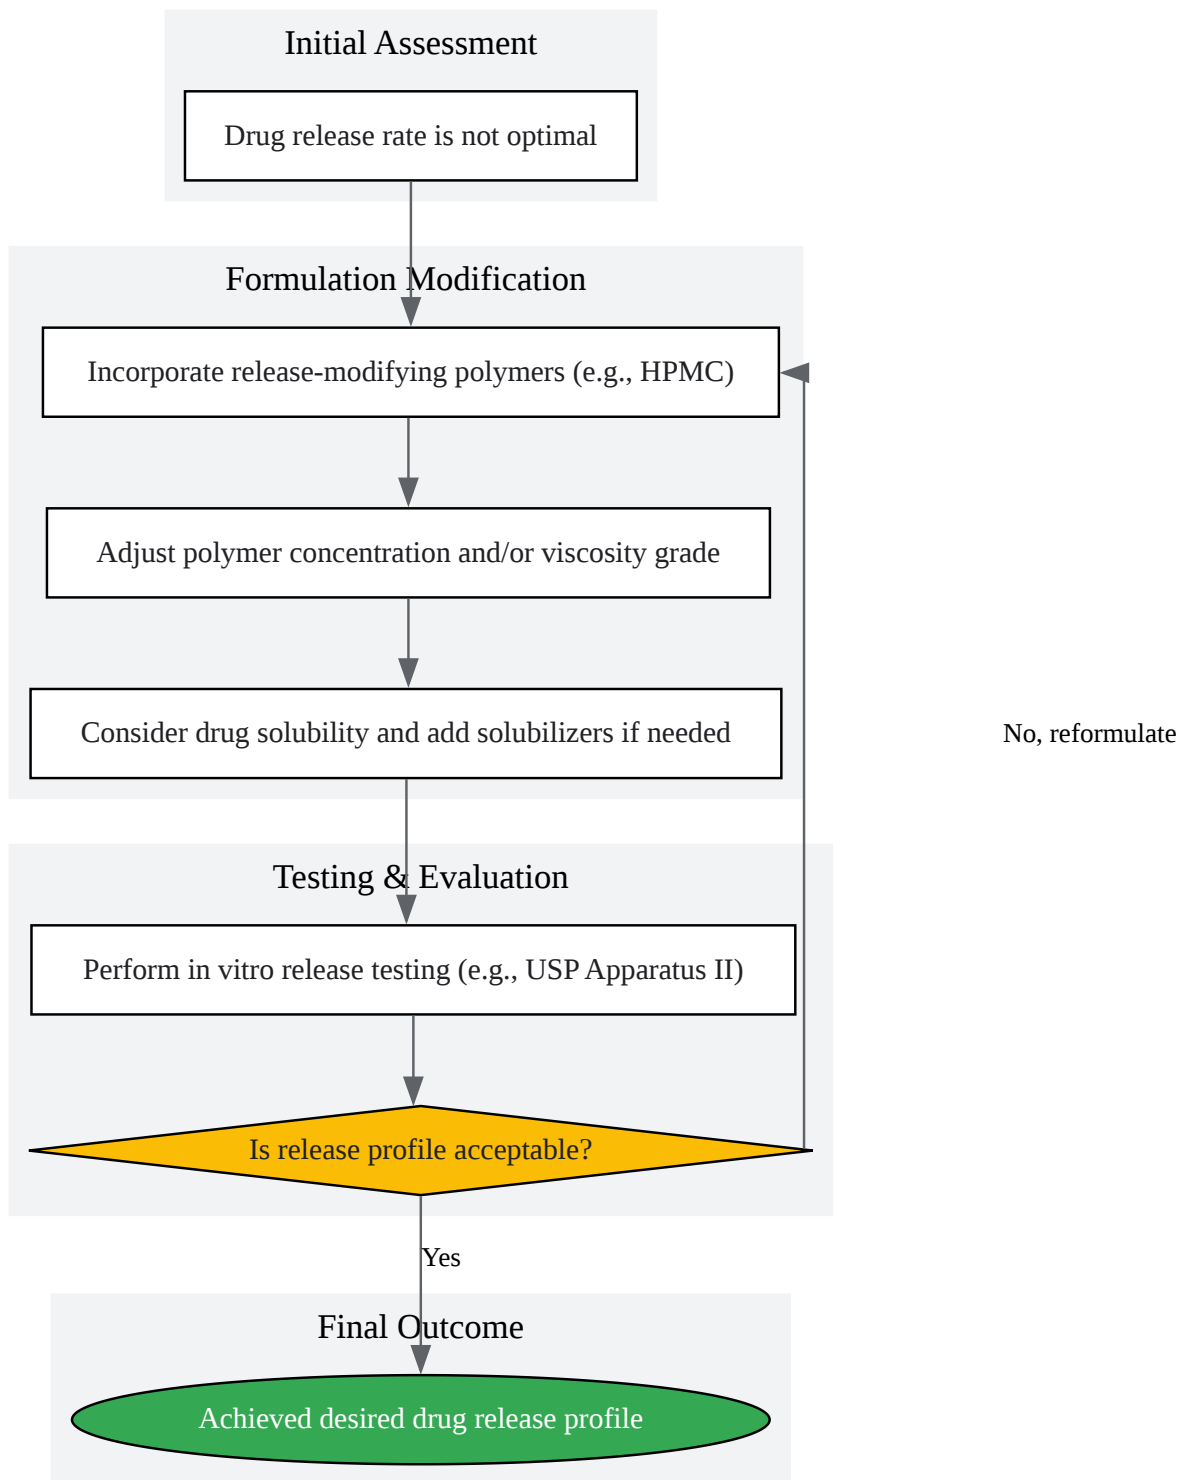 Initial Assessment
Drug release rate is not optimal
Formulation Modification
Incorporate release-modifying polymers (e.g., HPMC)
Adjust polymer concentration and/or viscosity grade
Consider drug solubility and add solubilizers if needed
No, reformulate
Testing & Evaluation
Perform in vitro release testing (e.g., USP Apparatus II)
Is release profile acceptable?
Yes
Final Outcome
Achieved desired drug release profile